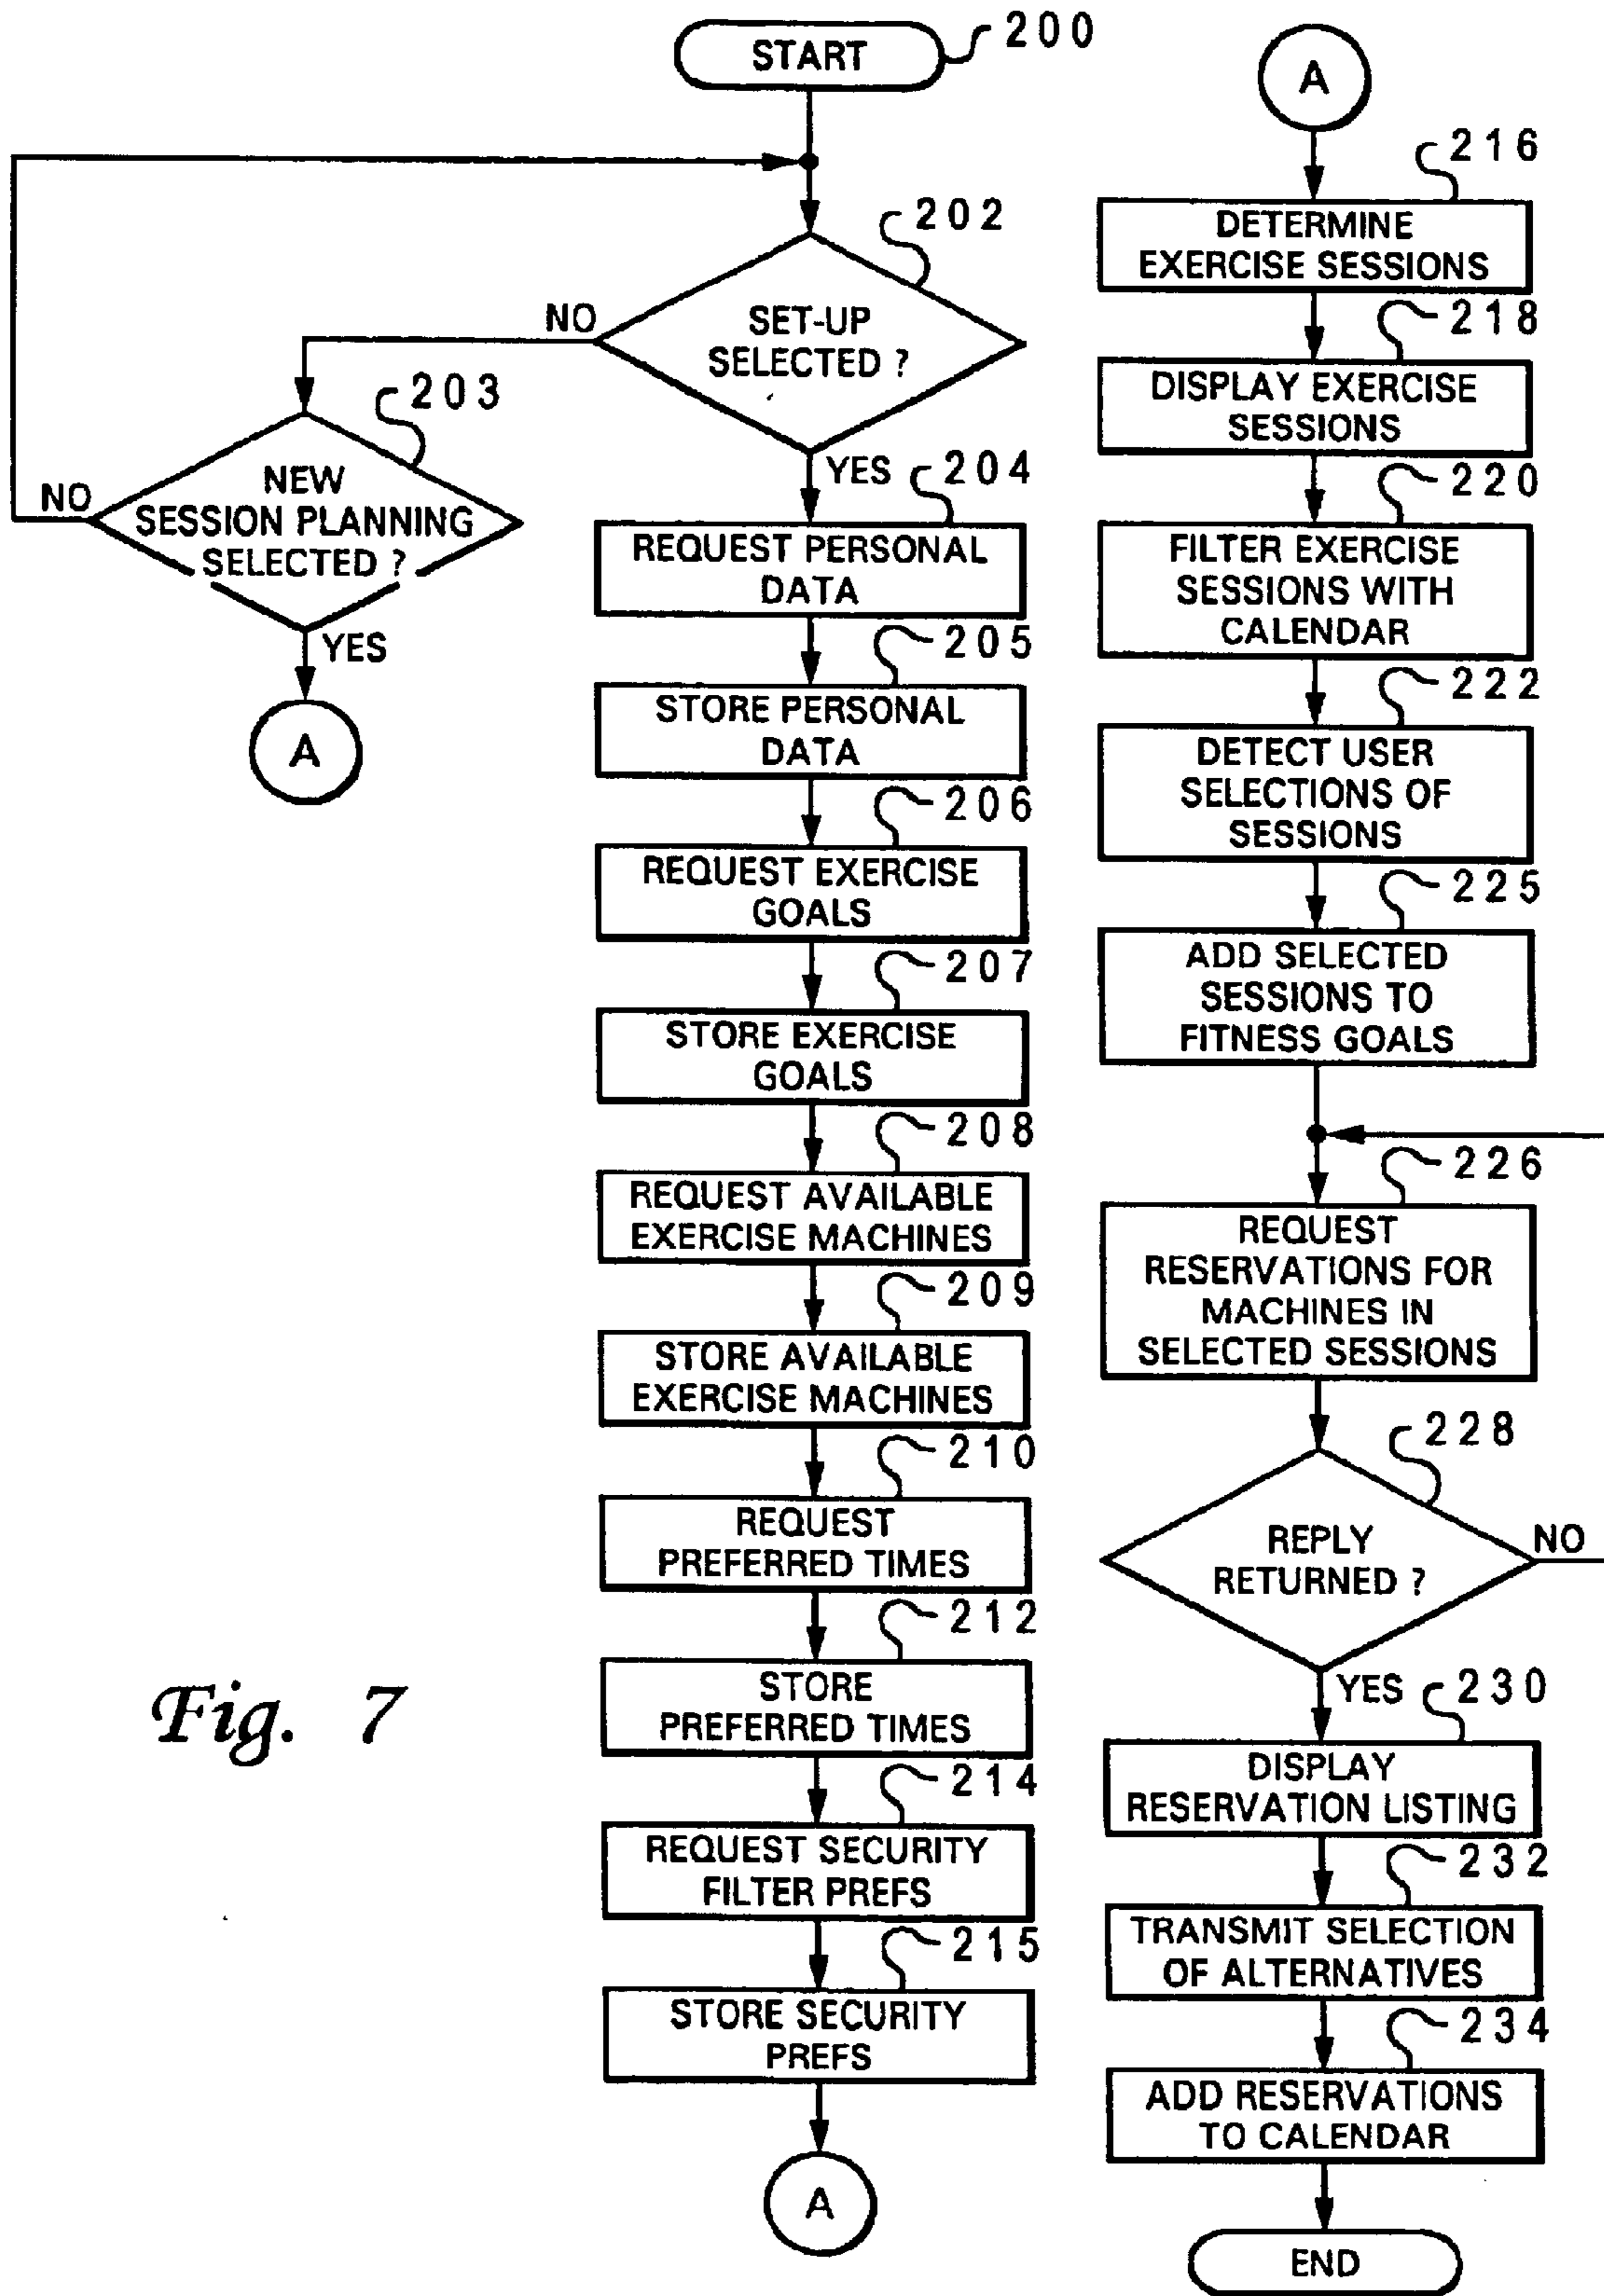 START
200
202
SET-UP
SELECTED ?
NO
YES
203
NEW
SESSION PLANNING
SELECTED ?
NO
YES
A
204
REQUEST PERSONAL
DATA
205
STORE PERSONAL
DATA
206
REQUEST EXERCISE
GOALS
207
STORE EXERCISE
GOALS
208
REQUEST AVAILABLE
EXERCISE MACHINES
209
STORE AVAILABLE
EXERCISE MACHINES
210
REQUEST
PREFERRED TIMES
212
STORE
PREFERRED TIMES
214
REQUEST SECURITY
FILTER PREFS
215
STORE SECURITY
PREFS
A
A
216
DETERMINE
EXERCISE SESSIONS
218
DISPLAY EXERCISE
SESSIONS
220
FILTER EXERCISE
SESSIONS WITH
CALENDAR
222
DETECT USER
SELECTIONS OF
SESSIONS
225
ADD SELECTED
SESSIONS TO
FITNESS GOALS
226
REQUEST
RESERVATIONS FOR
MACHINES IN
SELECTED SESSIONS
228
REPLY
RETURNED ?
NO
YES
230
DISPLAY
RESERVATION LISTING
232
TRANSMIT SELECTION
OF ALTERNATIVES
234
ADD RESERVATIONS
TO CALENDAR
END
Fig. 7